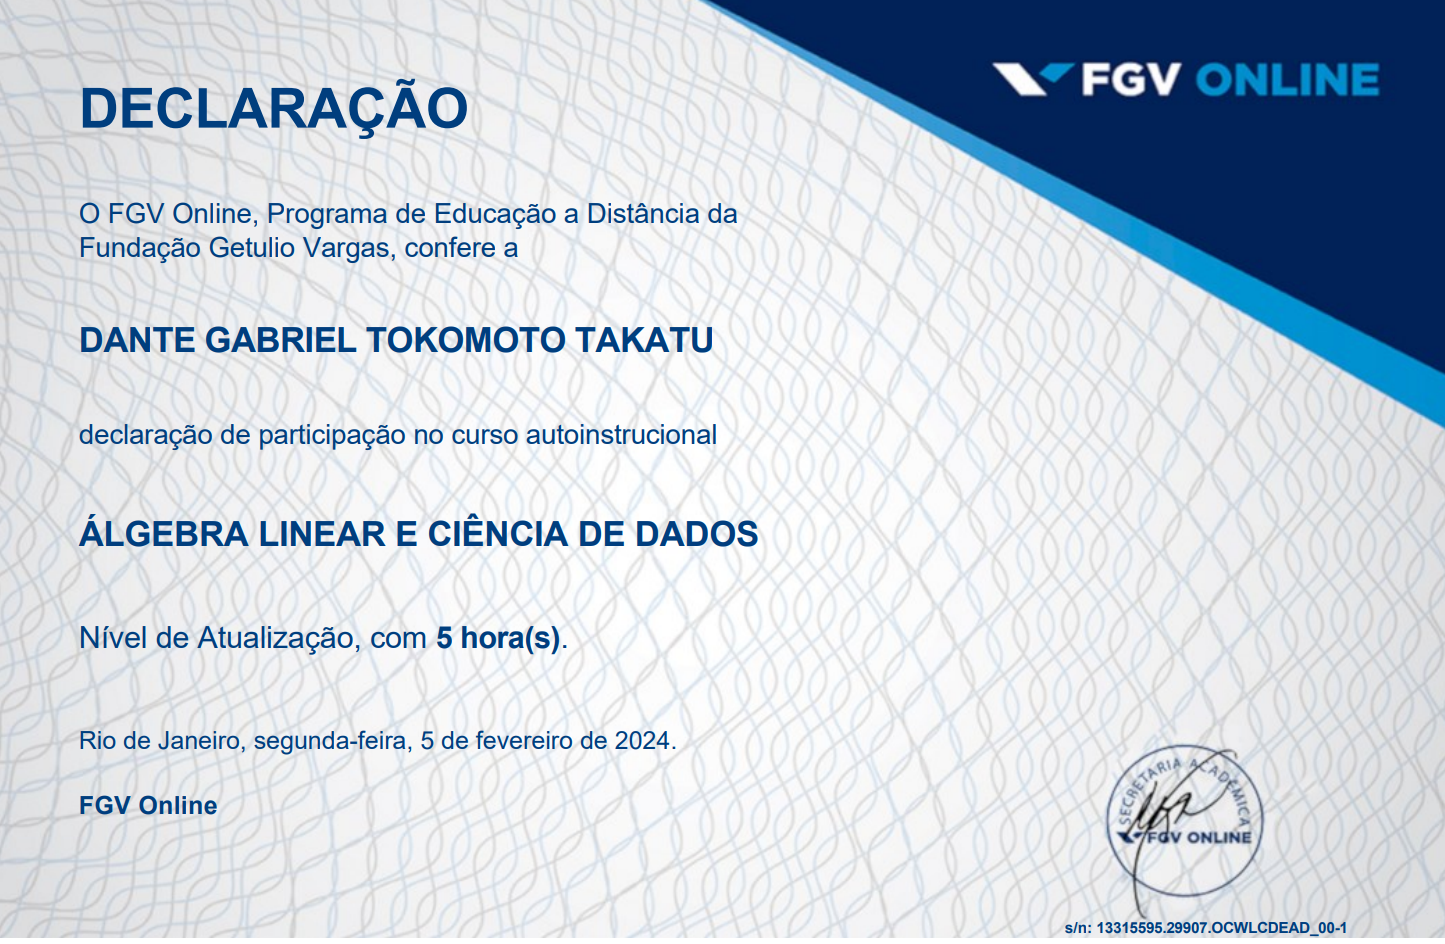 FGV ONLINE
DECLARAÇÃO
O FGV Online, Programa de Educação a Distância da
Fundação Getulio Vargas, confere a
DANTE GABRIEL TOKOMOTO TAKATU
declaração de participação no curso autoinstrucional
ÁLGEBRA LINEAR E CIÊNCIA DE DADOS
Nível de Atualização, com 5 hora(s).
Rio de Janeiro, segunda-feira, 5 de fevereiro de 2024.
FGV Online
SECRETARIA ACADÊMICA
FGV ONLINE
s/n: 13315595.29907.OCWLCDEAD_00-1